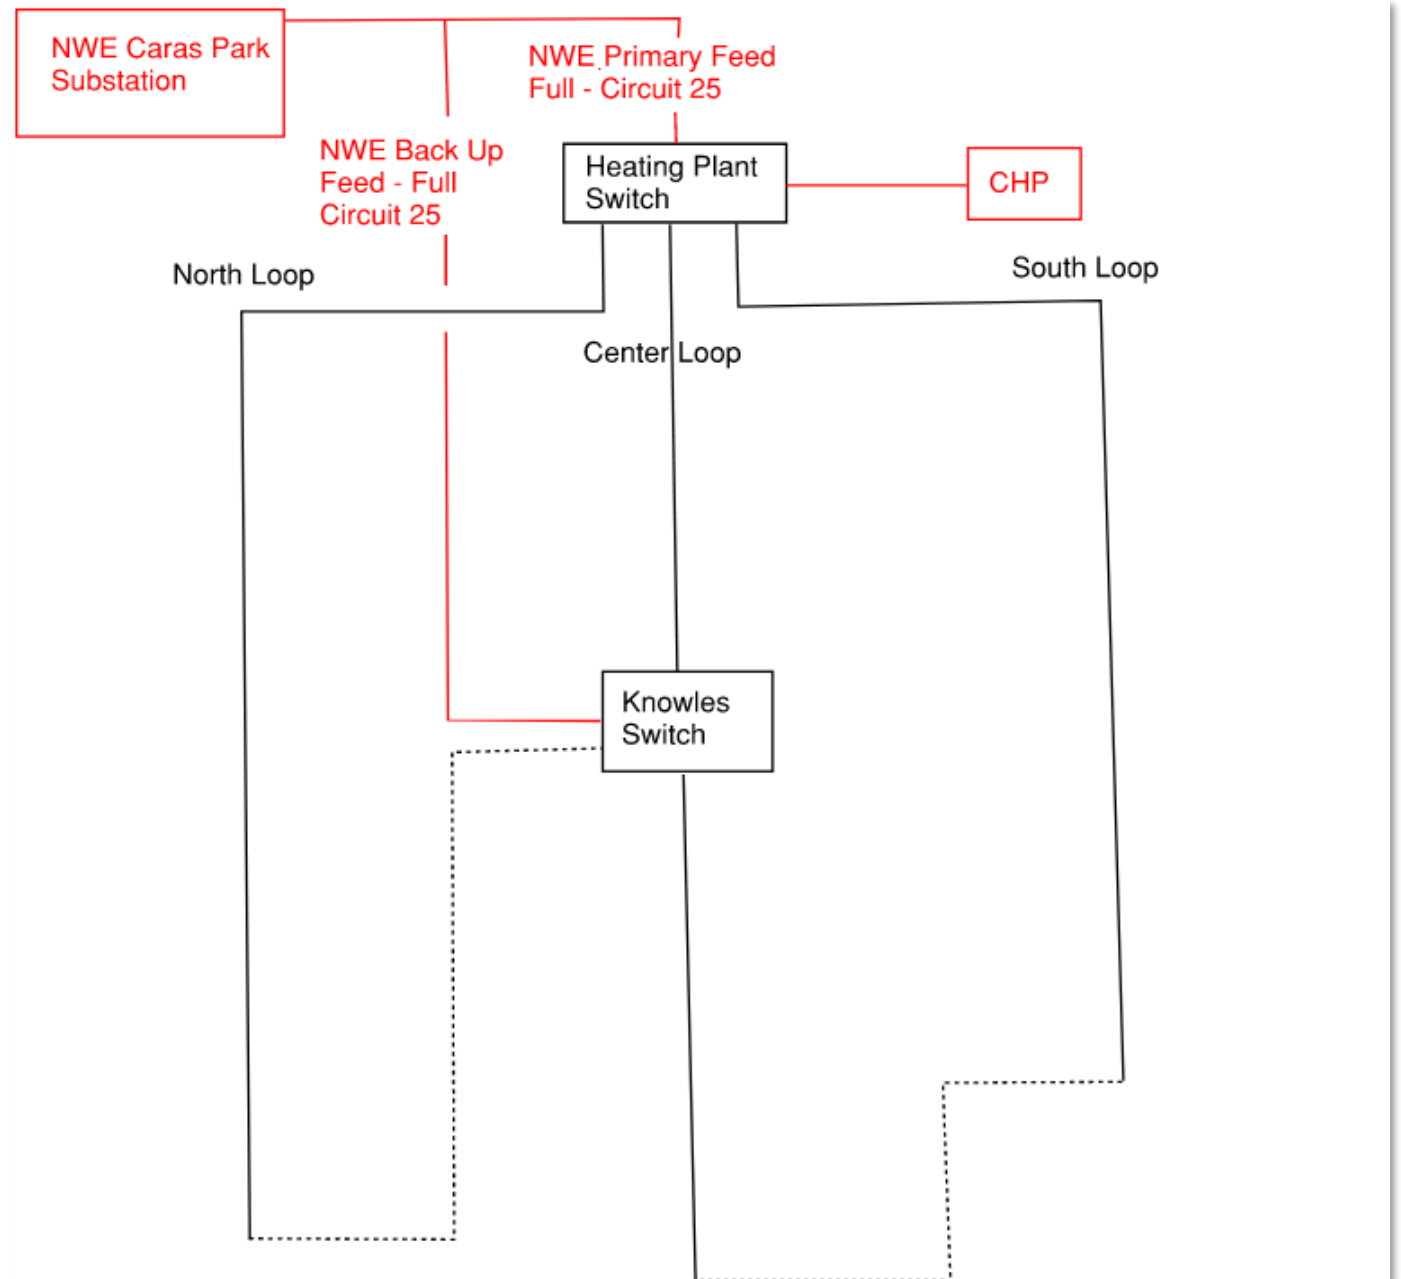 NWE Caras Park
Substation
NWE Primary Feed
Full - Circuit 25
NWE Back Up
Feed - Full
Circuit 25
Heating Plant
Switch
CHP
North Loop
South Loop
Center Loop
Knowles
Switch